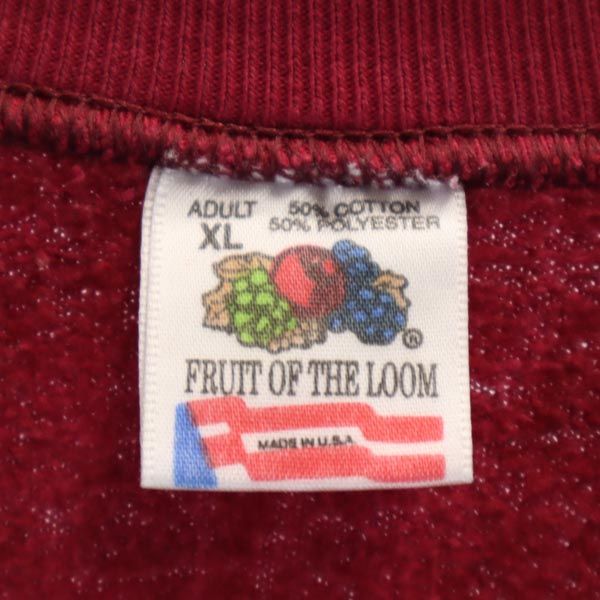 ADULT 50% COTTON
XL 50% POLYESTER
®
FRUIT OF THE LOOM
MADE IN U.S.A.